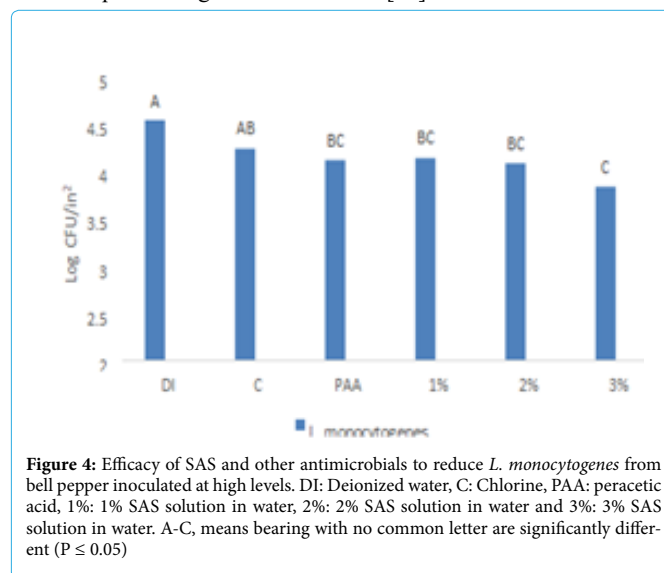 5
A
4.5
AB
BC
BC
BC
4
C
3.5
Log CFU/in²
3
2.5
2
DI C PAA 1% 2% 3%
monocytogenes
Figure 4: Efficacy of SAS and other antimicrobials to reduce L. monocytogenes from
bell pepper inoculated at high levels. DI: Deionized water, C: Chlorine, PAA: peracetic
acid, 1%: 1% SAS solution in water, 2%: 2% SAS solution in water and 3%: 3% SAS
solution in water. A-C, means bearing with no common letter are significantly differ-
ent (P ≤ 0.05)